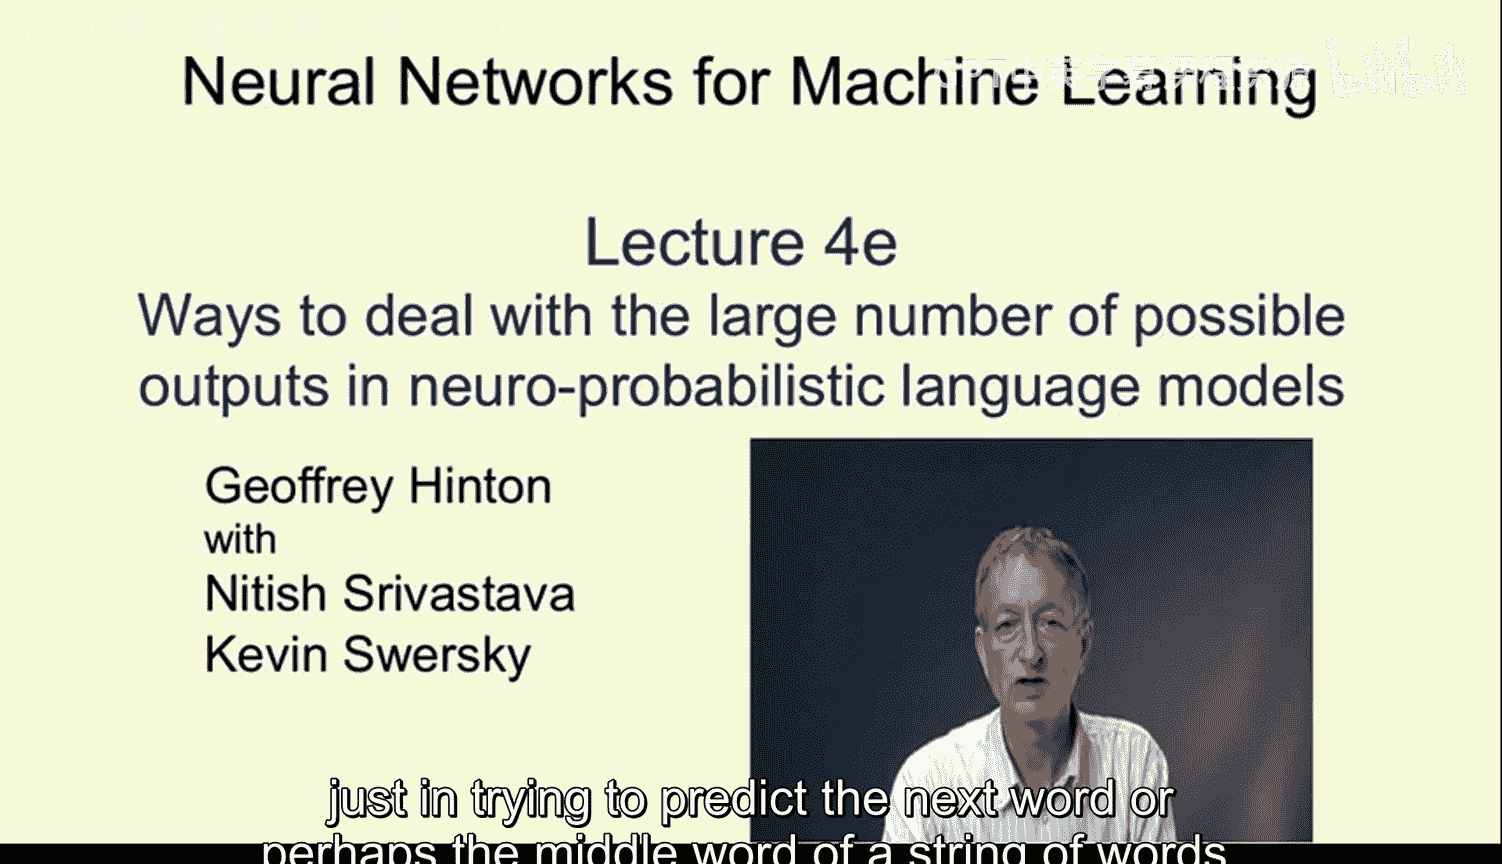 Neural Networks for Machine Learning
bilibili
Lecture 4e
Ways to deal with the large number of possible
outputs in neuro-probabilistic language models
Geoffrey Hinton
with
Nitish Srivastava
Kevin Swersky
just in trying to predict the next word or
perhaps the middle word of a string of words